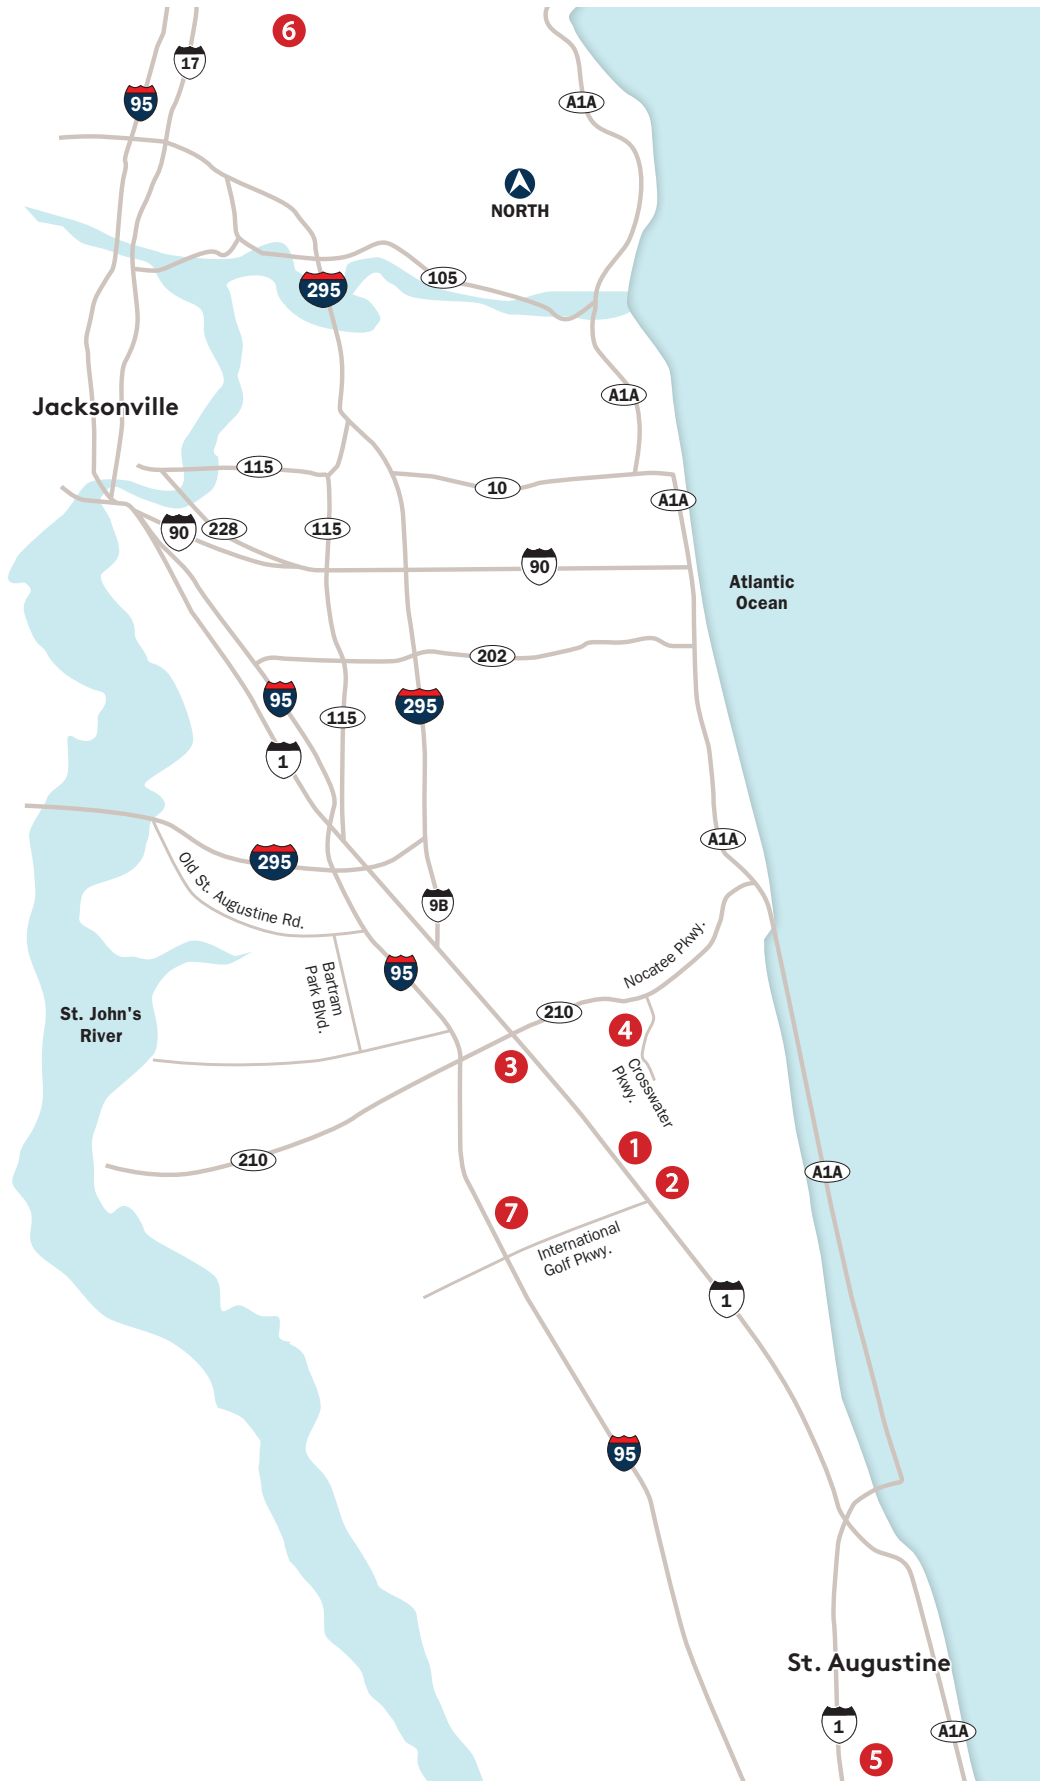 6
17
95
A1A
NORTH
105
295
A1A
Jacksonville
115
10
A1A
90
228
115
90
Atlantic
Ocean
202
95
295
115
1
A1A
295
Old St. Augustine Rd.
9B
Nocatee Pkwy.
95
Bartram
Park Blvd.
210
St. John's
River
4
3
Crosswater
Pkwy.
1
210
A1A
2
7
International
Golf Pkwy.
1
95
St. Augustine
1
A1A
5